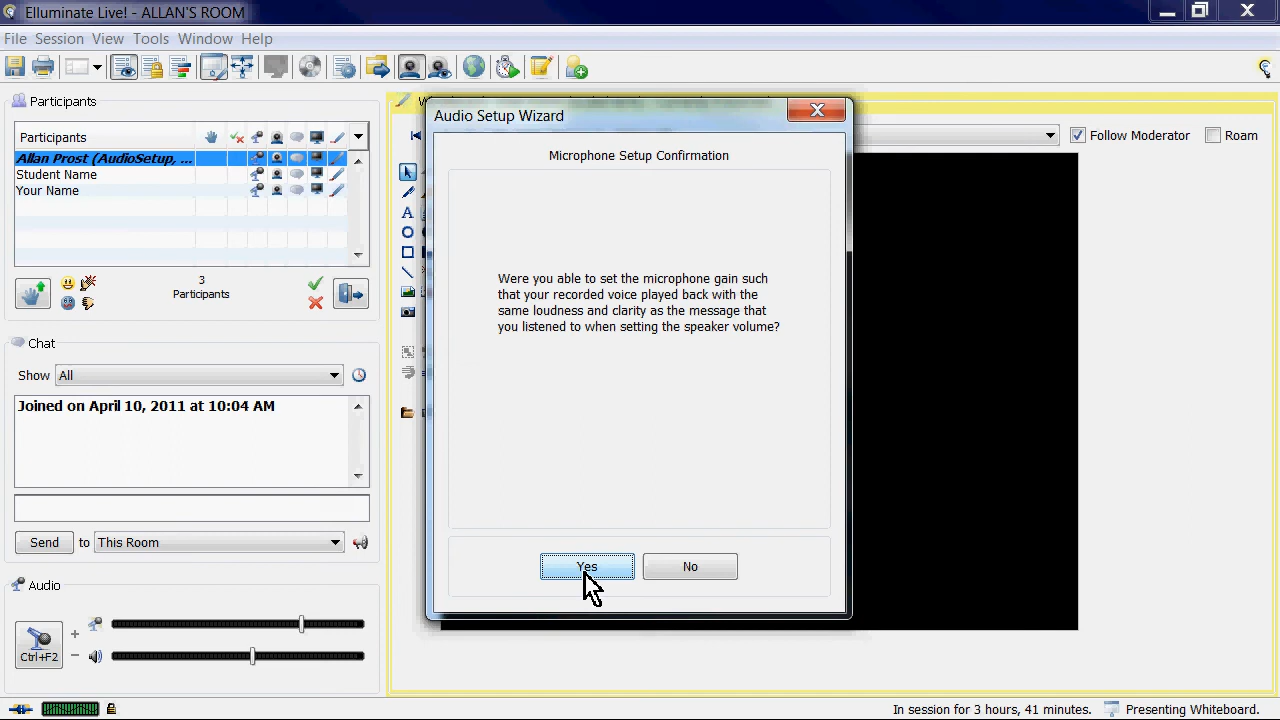 Elluminate Live! - ALLAN'S ROOM
File Session View Tools Window Help
Participants
Participants
Allan Prost (AudioSetup, ...
Student Name
Your Name
3
Participants
Chat
Show All
Joined on April 10, 2011 at 10:04 AM
Send to This Room
Audio
Ctrl+F2
Audio Setup Wizard
Microphone Setup Confirmation
Were you able to set the microphone gain such
that your recorded voice played back with the
same loudness and clarity as the message that
you listened to when setting the speaker volume?
Yes No
Follow Moderator Roam
In session for 3 hours, 41 minutes. Presenting Whiteboard.